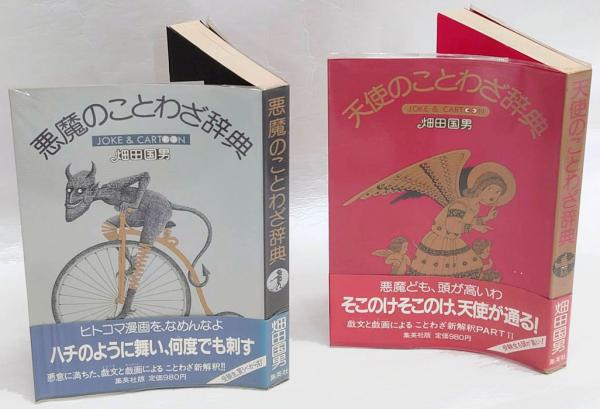 悪魔のことわざ辞典
JOKE & CARTOON
畑田国男
ヒトコマ漫画を、なめんなよ
ハチのように舞い、何度でも刺す
悪意に満ちた、戯文と戯画による ことわざ新解釈!!
集英社版 定価980円
悪魔のことわざ辞典
畑田国男
集英社
天使のことわざ辞典
JOKE & CARTOON
畑田国男
悪魔ども、頭が高いわ
そこのけそこのけ、天使が通る!
戯文と戯画による ことわざ新解釈PART II
集英社版 定価980円
天使のことわざ辞典
畑田国男
集英社